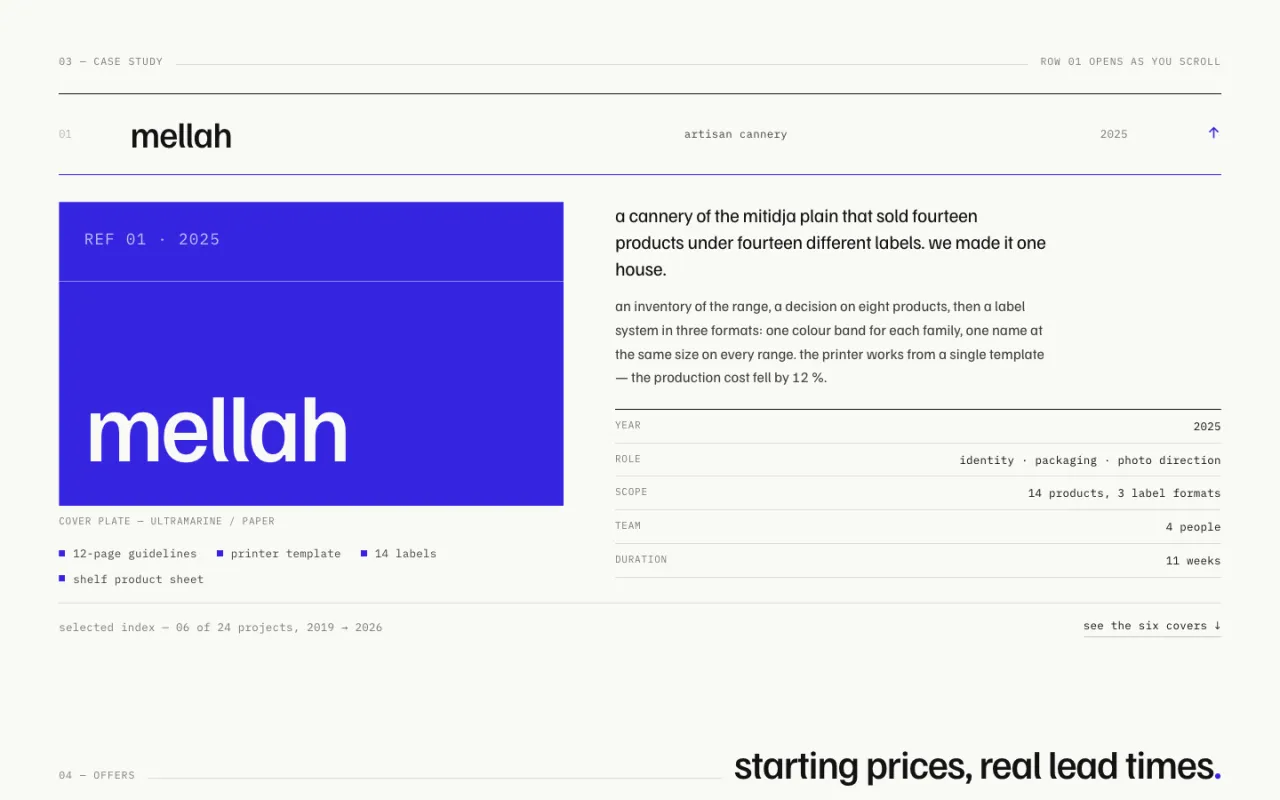 03 — CASE STUDY
ROW 01 OPENS AS YOU SCROLL
01 mellah artisan cannery 2025 ↑
REF 01 · 2025
mellah
COVER PLATE — ULTRAMARINE / PAPER
12-page guidelines printer template 14 labels
shelf product sheet
a cannery of the mitidja plain that sold fourteen
products under fourteen different labels. we made it one
house.
an inventory of the range, a decision on eight products, then a label
system in three formats: one colour band for each family, one name at
the same size on every range. the printer works from a single template
— the production cost fell by 12 %.
YEAR 2025
ROLE identity · packaging · photo direction
SCOPE 14 products, 3 label formats
TEAM 4 people
DURATION 11 weeks
selected index — 06 of 24 projects, 2019 → 2026
see the six covers ↓
04 — OFFERS
starting prices, real lead times.